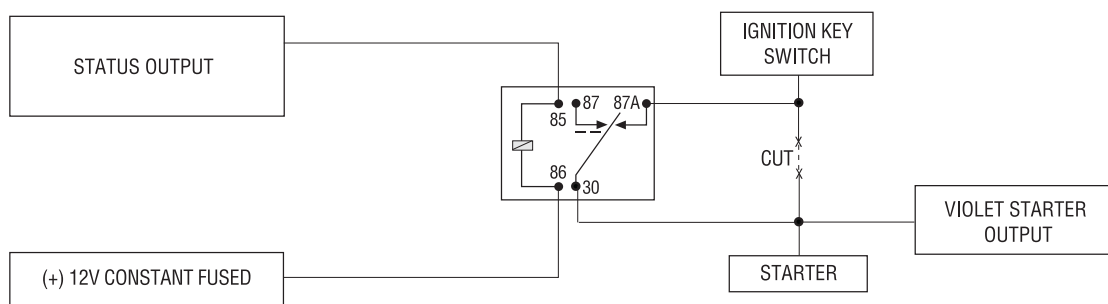 STATUS OUTPUT
IGNITION KEY
SWITCH
87 87A
85
86
30
CUT
VIOLET STARTER
OUTPUT
(+) 12V CONSTANT FUSED
STARTER